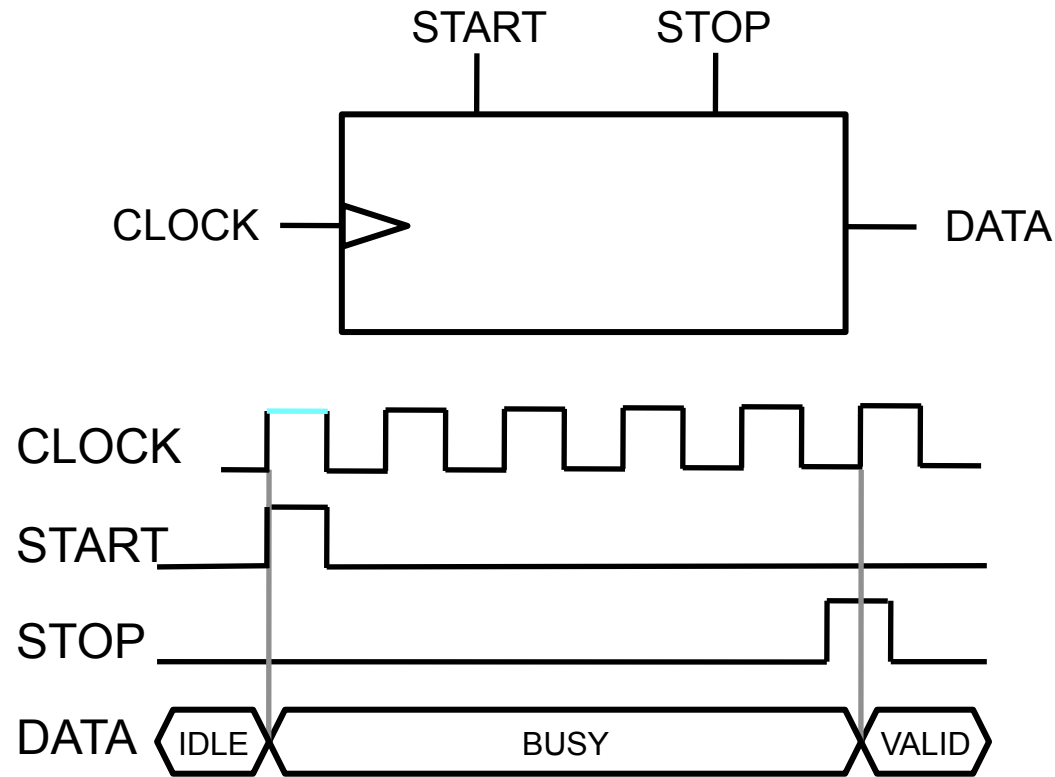 START STOP
CLOCK DATA
CLOCK
START
STOP
DATA IDLE BUSY VALID